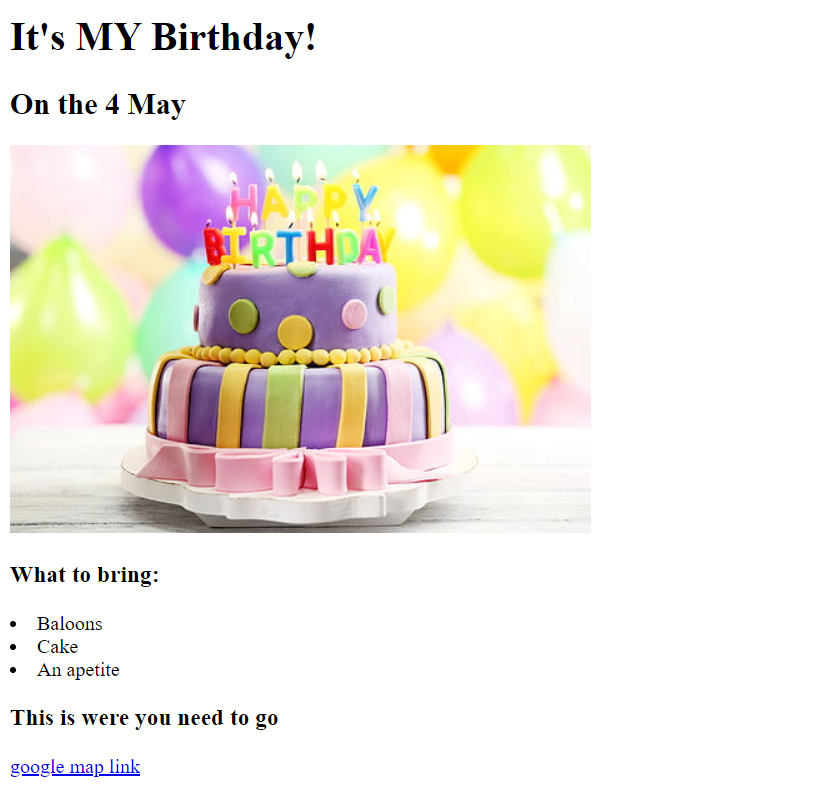 It's MY Birthday!
On the 4 May
HAPPY
BIRTHDAY
What to bring:
Baloons
Cake
An apetite
This is were you need to go
google map link